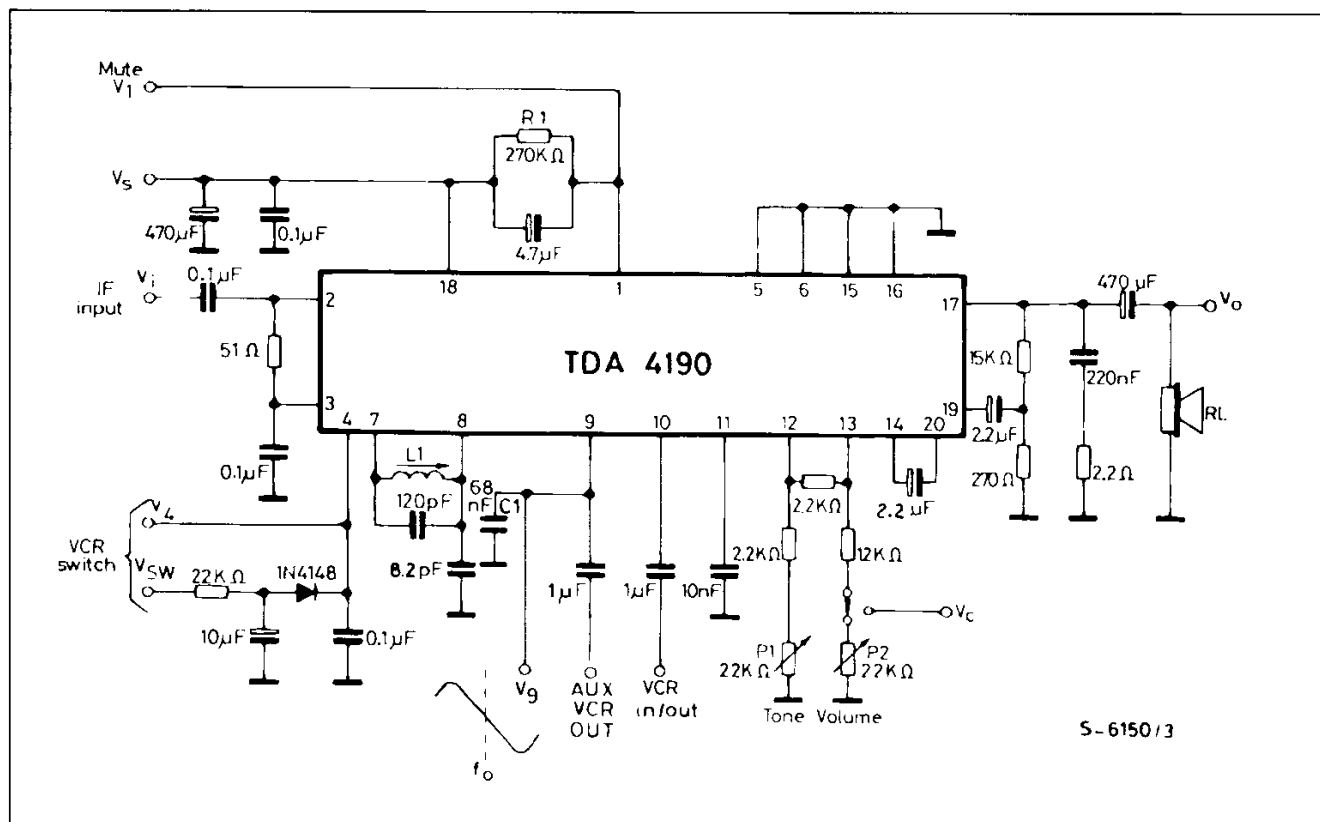 Mute
V1
R1
270KΩ
Vs
470μF
0.1μF
4.7μF
IF
input
Vi
0.1μF
2
18
1
5
6
15
16
17
470 μF
Vo
51Ω
3
TDA 4190
15KΩ
220nF
RL
19
2.2μF
270Ω
2.2Ω
0.1μF
4
7
8
9
10
11
12
13
14
20
L1
120pF
68
nF
C1
2.2KΩ
2.2 μF
V4
VCR
switch
VSW
22KΩ
1N4148
8.2pF
1μF
1μF
10nF
2.2KΩ
12KΩ
Vc
10μF
0.1μF
P1
22KΩ
P2
22KΩ
V9
AUX
VCR
OUT
VCR
in/out
Tone
Volume
fo
S-6150/3